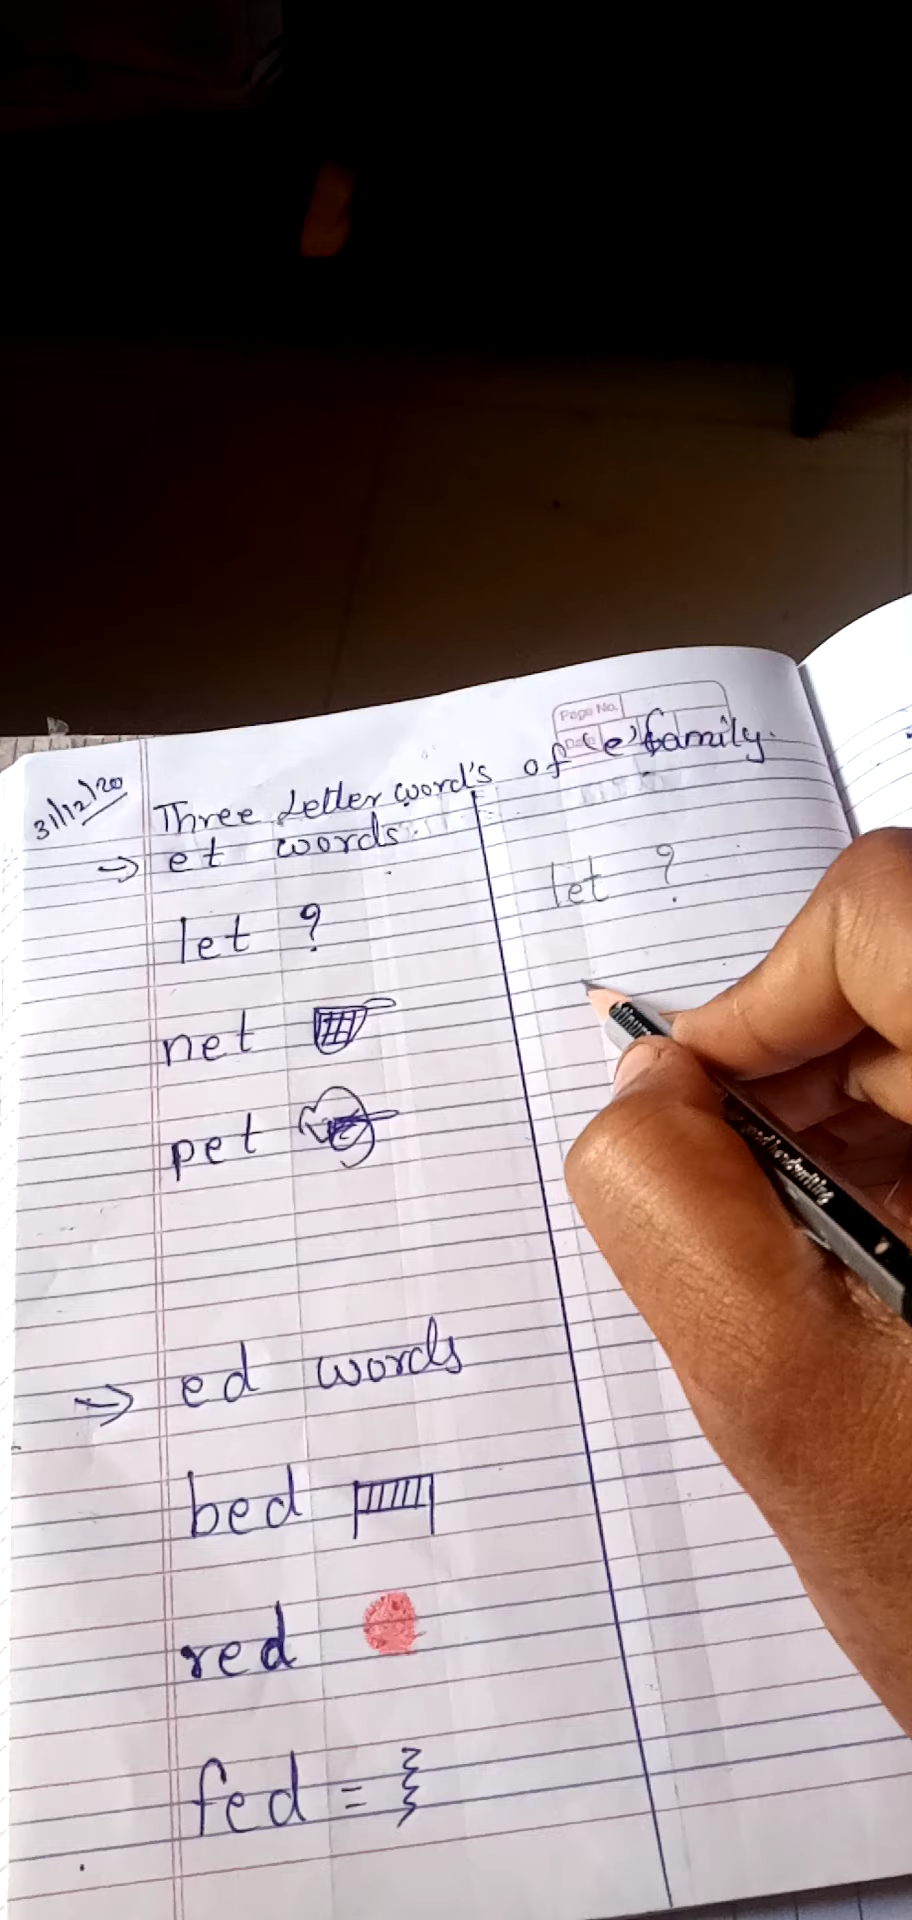 Page No.
Date
31/12/20
Three Letter word's of 'e' family.
→ et words.
let ?
net
pet
→ ed words
bed
red
fed =
let ?